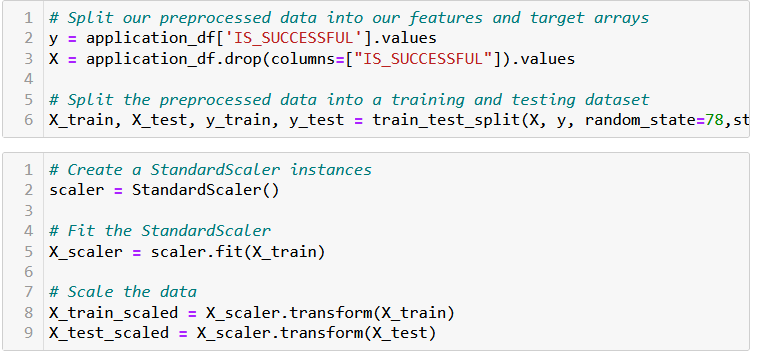 1 # Split our preprocessed data into our features and target arrays
2 y = application_df['IS_SUCCESSFUL'].values
3 X = application_df.drop(columns=["IS_SUCCESSFUL"]).values
4
5 # Split the preprocessed data into a training and testing dataset
6 X_train, X_test, y_train, y_test = train_test_split(X, y, random_state=78,st
1 # Create a StandardScaler instances
2 scaler = StandardScaler()
3
4 # Fit the StandardScaler
5 X_scaler = scaler.fit(X_train)
6
7 # Scale the data
8 X_train_scaled = X_scaler.transform(X_train)
9 X_test_scaled = X_scaler.transform(X_test)